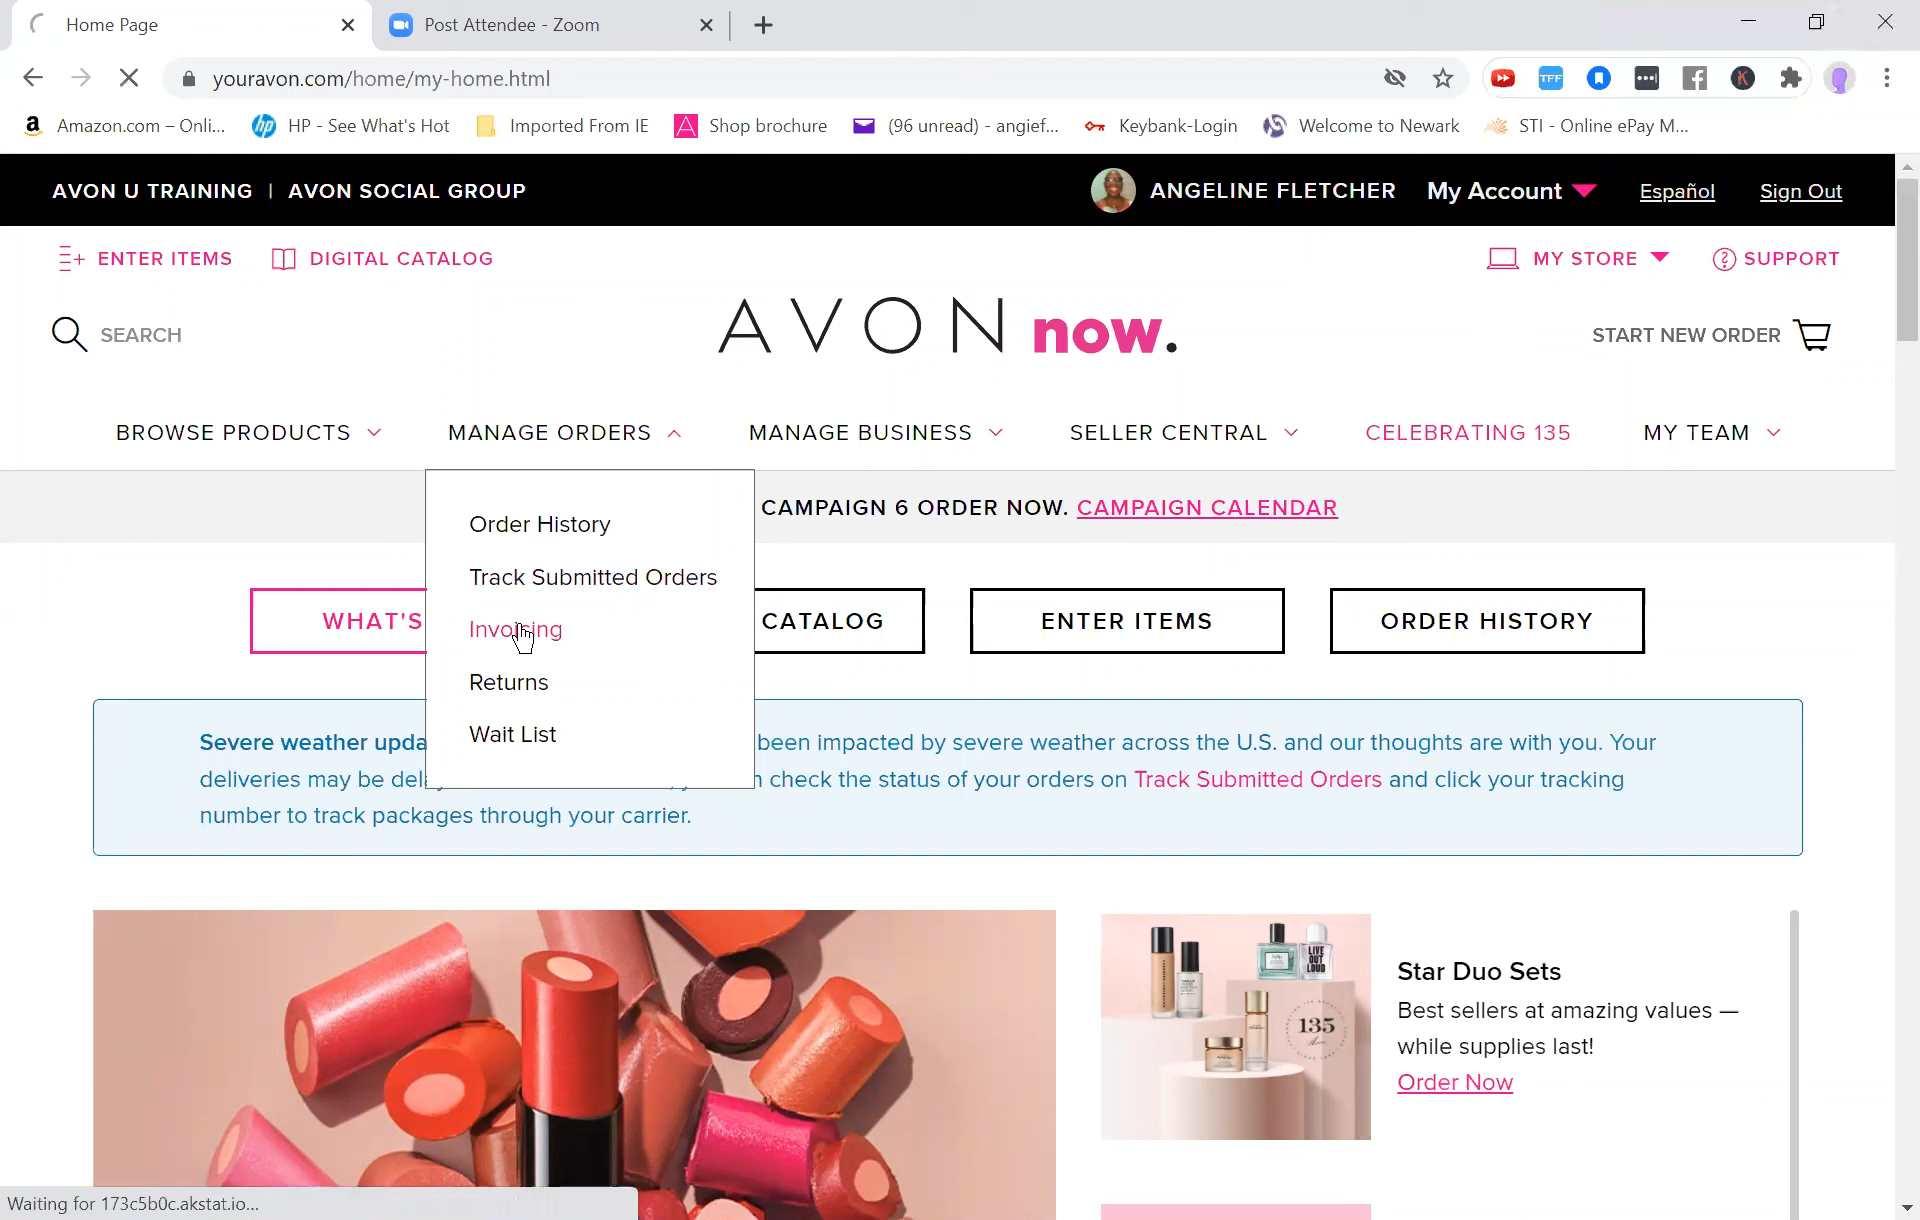 Home Page
Post Attendee - Zoom
youravon.com/home/my-home.html
Amazon.com – Onli...
HP - See What's Hot
Imported From IE
Shop brochure
(96 unread) - angief...
Keybank-Login
Welcome to Newark
STI - Online ePay M...
AVON U TRAINING | AVON SOCIAL GROUP
ANGELINE FLETCHER
My Account
Español
Sign Out
ENTER ITEMS
DIGITAL CATALOG
MY STORE
SUPPORT
SEARCH
AVON now.
START NEW ORDER
BROWSE PRODUCTS
MANAGE ORDERS
MANAGE BUSINESS
SELLER CENTRAL
CELEBRATING 135
MY TEAM
CAMPAIGN 6 ORDER NOW. CAMPAIGN CALENDAR
Order History
Track Submitted Orders
Invoicing
Returns
Wait List
WHAT'S
CATALOG
ENTER ITEMS
ORDER HISTORY
Severe weather upda
been impacted by severe weather across the U.S. and our thoughts are with you. Your
deliveries may be del
check the status of your orders on Track Submitted Orders and click your tracking
number to track packages through your carrier.
LIVE OUT LOUD
135
Star Duo Sets
Best sellers at amazing values —
while supplies last!
Order Now
Waiting for 173c5b0c.akstat.io...